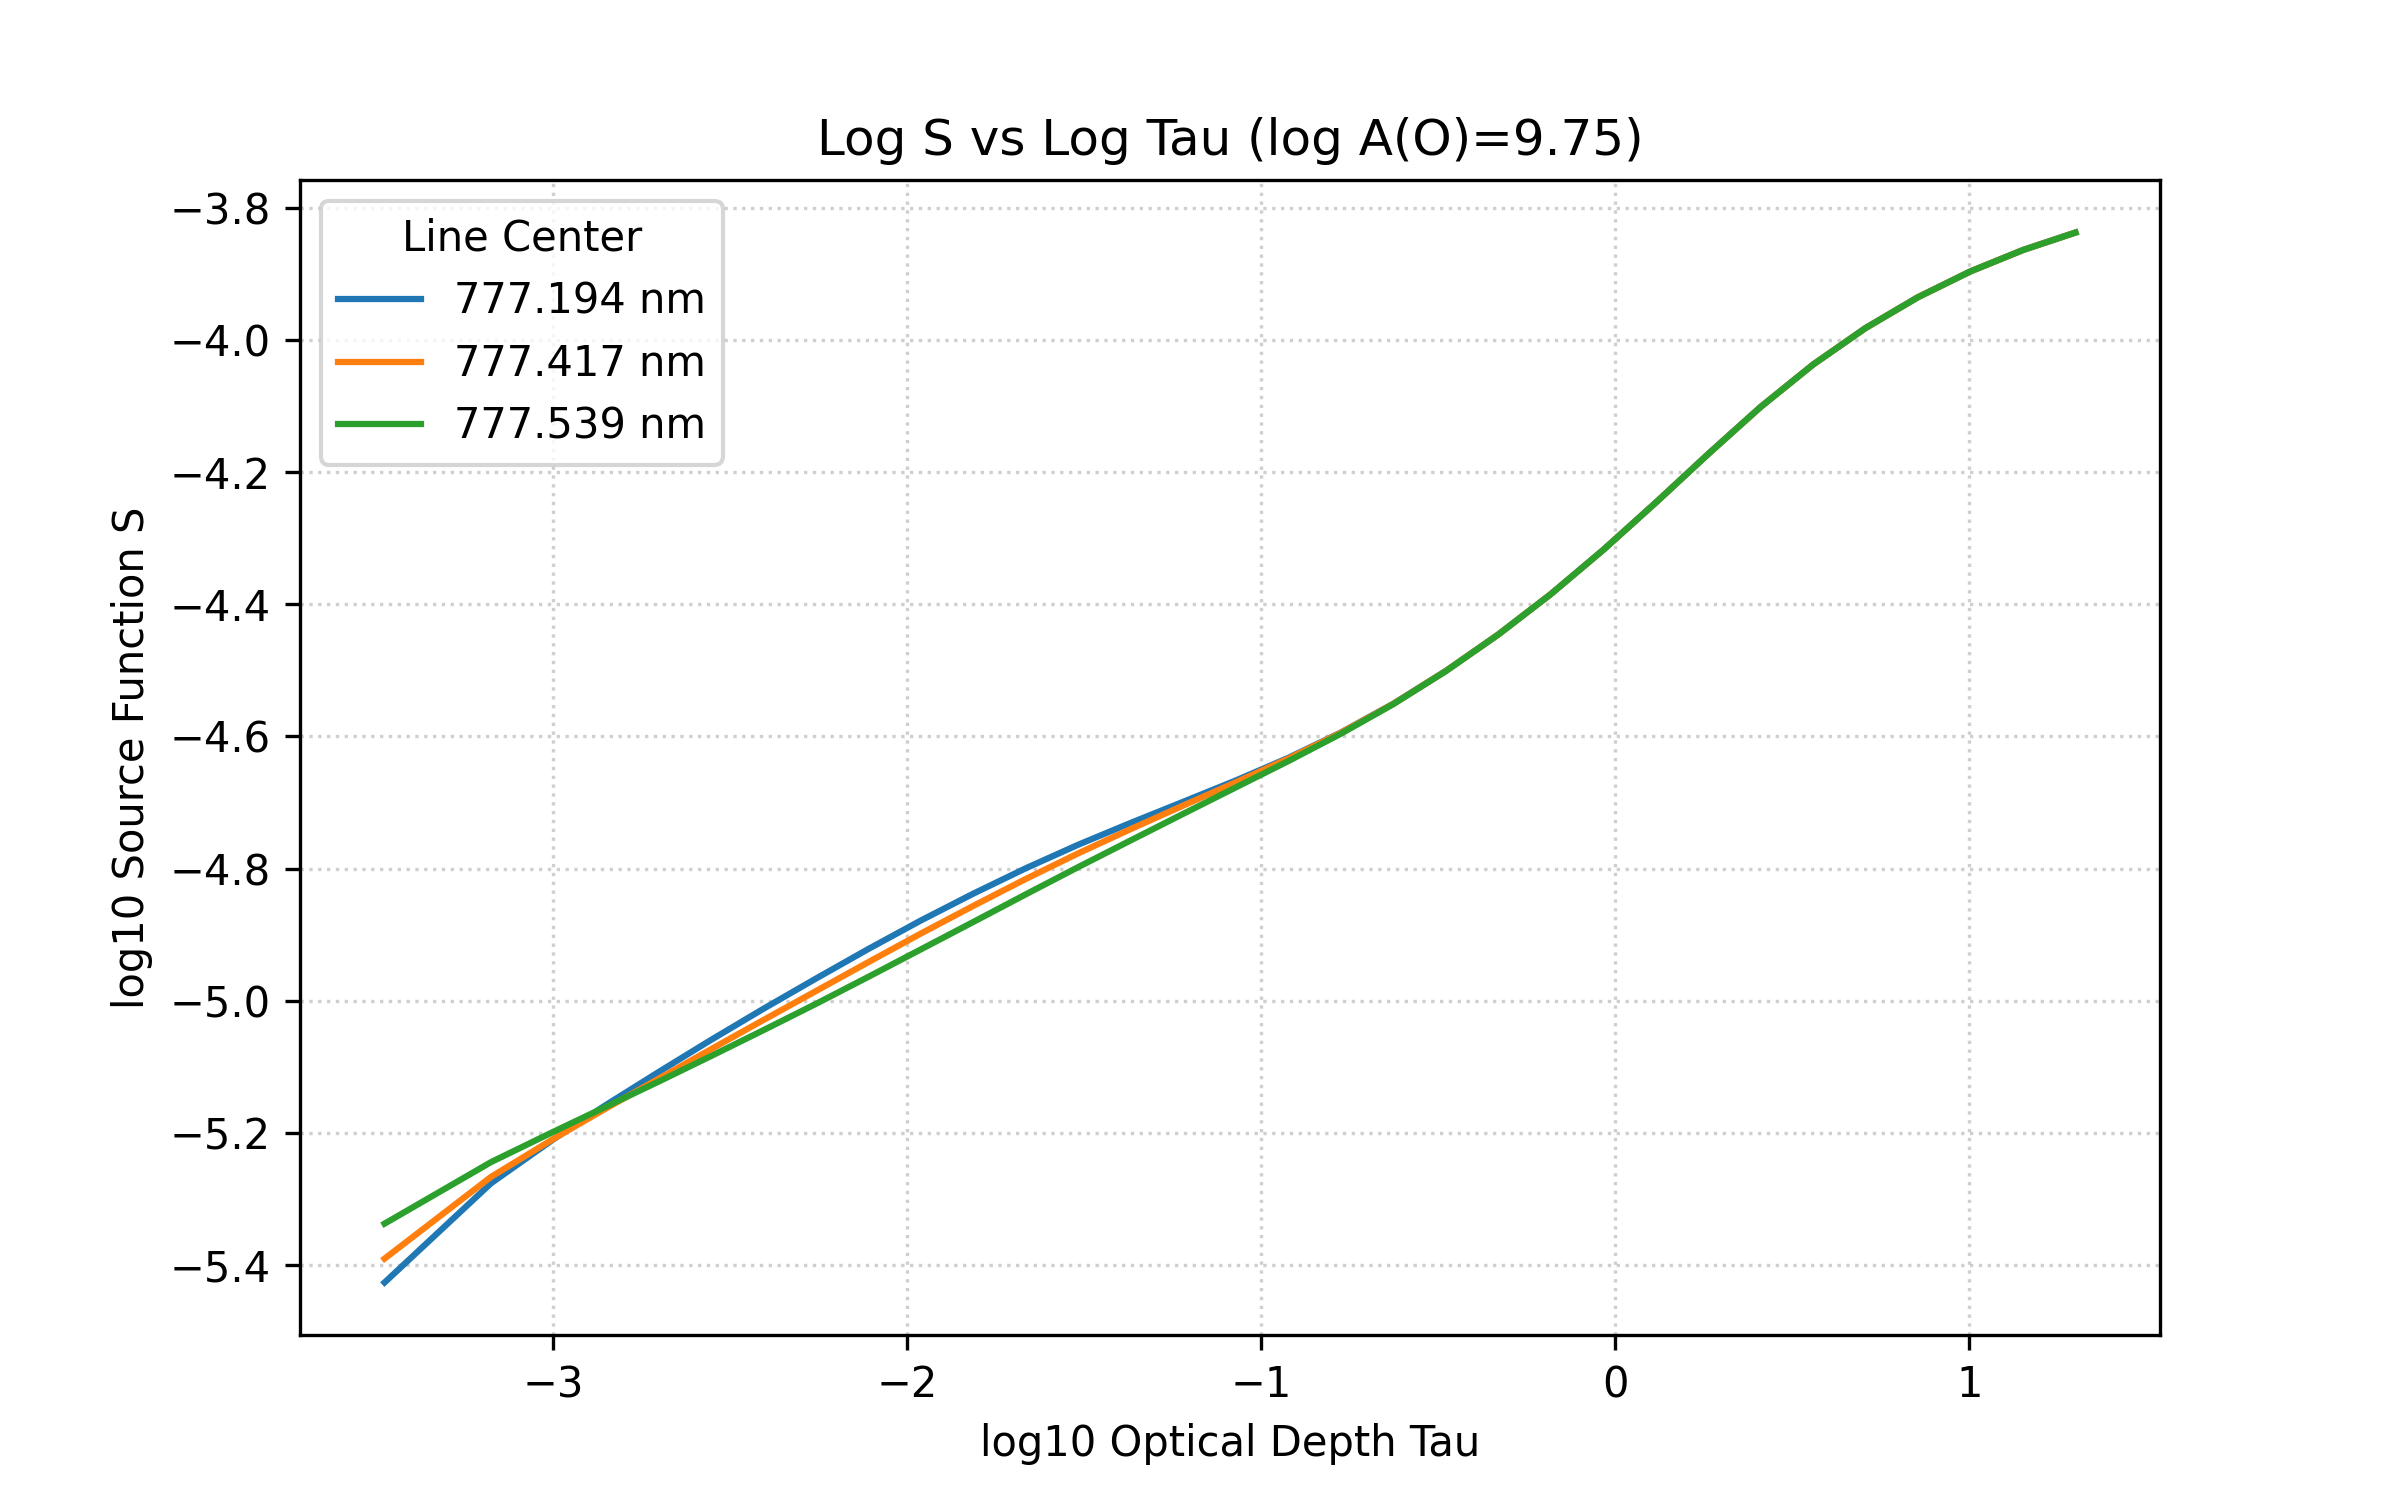 Log S vs Log Tau (log A(O)=9.75)
Line Center
777.194 nm
777.417 nm
777.539 nm
log10 Source Function S
−3.8
−4.0
−4.2
−4.4
−4.6
−4.8
−5.0
−5.2
−5.4
−3 −2 −1 0 1
log10 Optical Depth Tau